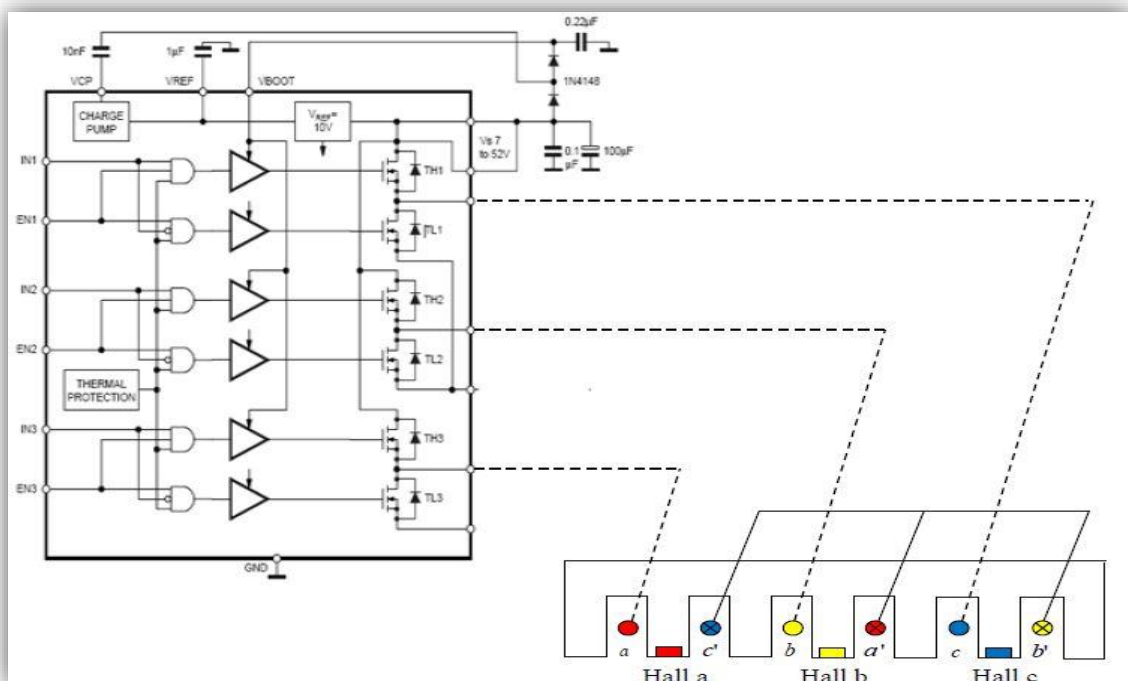 0.22µF
10nF
1µF
1N4148
VCP
VREF
VBOOT
CHARGE
PUMP
VREF=
10V
Vs 7
to 52V
0.1
µF
100µF
IN1
TH1
EN1
TL1
IN2
TH2
EN2
TL2
THERMAL
PROTECTION
IN3
TH3
EN3
TL3
GND
a
c'
b
a'
c
b'
Hall a
Hall b
Hall c